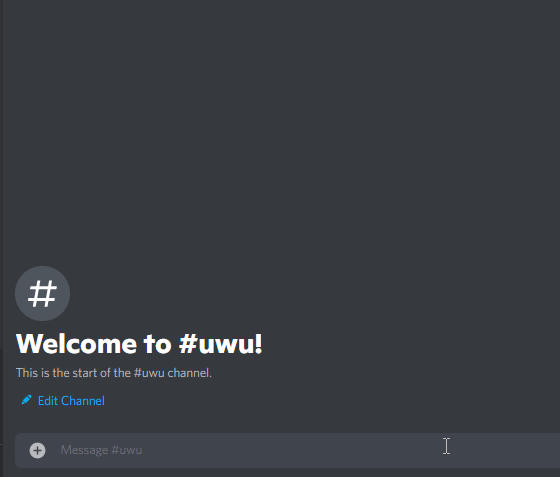 #
Welcome to #uwu!
This is the start of the #uwu channel.
Edit Channel
Message #uwu